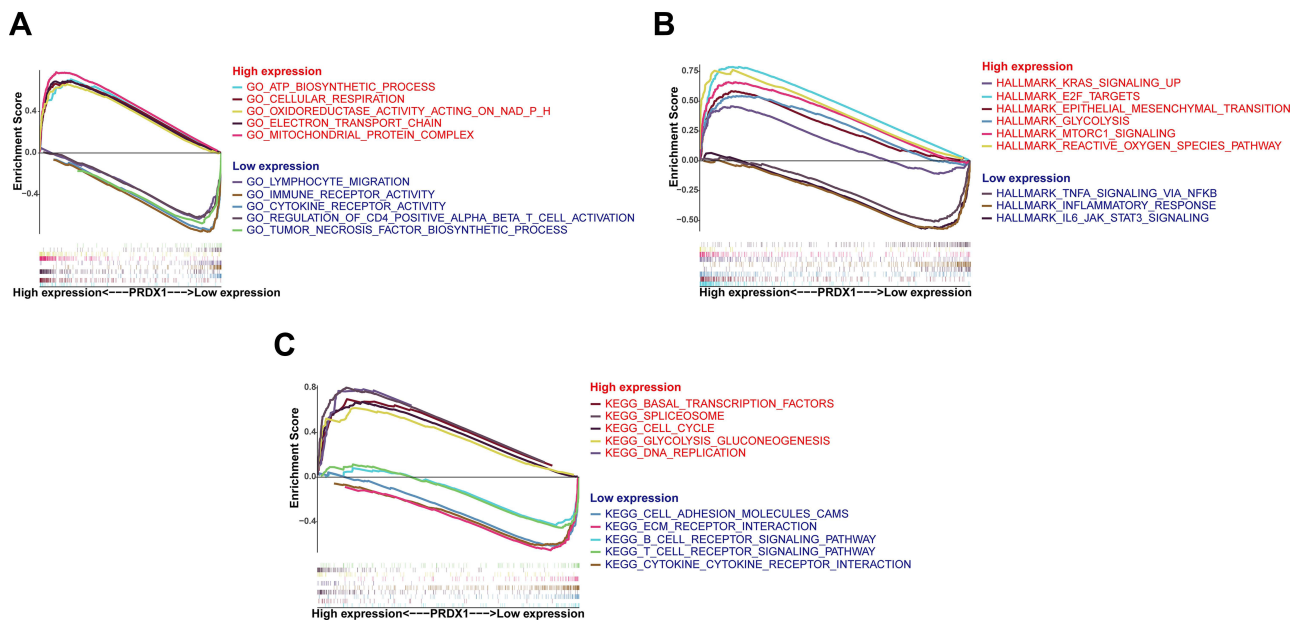 A
Enrichment Score
0.4
0.0
−0.4
High expression
GO_ATP_BIOSYNTHETIC_PROCESS
GO_CELLULAR_RESPIRATION
GO_OXIDOREDUCTASE_ACTIVITY_ACTING_ON_NAD_P_H
GO_ELECTRON_TRANSPORT_CHAIN
GO_MITOCHONDRIAL_PROTEIN_COMPLEX
Low expression
GO_LYMPHOCYTE_MIGRATION
GO_IMMUNE_RECEPTOR_ACTIVITY
GO_CYTOKINE_RECEPTOR_ACTIVITY
GO_REGULATION_OF_CD4_POSITIVE_ALPHA_BETA_T_CELL_ACTIVATION
GO_TUMOR_NECROSIS_FACTOR_BIOSYNTHETIC_PROCESS
High expression<----PRDX1---->Low expression
B
Enrichment Score
0.75
0.50
0.25
0.00
−0.25
−0.50
High expression
HALLMARK_KRAS_SIGNALING_UP
HALLMARK_E2F_TARGETS
HALLMARK_EPITHELIAL_MESENCHYMAL_TRANSITION
HALLMARK_GLYCOLYSIS
HALLMARK_MTORC1_SIGNALING
HALLMARK_REACTIVE_OXYGEN_SPECIES_PATHWAY
Low expression
HALLMARK_TNFA_SIGNALING_VIA_NFKB
HALLMARK_INFLAMMATORY_RESPONSE
HALLMARK_IL6_JAK_STAT3_SIGNALING
High expression<----PRDX1---->Low expression
C
Enrichment Score
0.8
0.4
0.0
−0.4
High expression
KEGG_BASAL_TRANSCRIPTION_FACTORS
KEGG_SPLICEOSOME
KEGG_CELL_CYCLE
KEGG_GLYCOLYSIS_GLUCONEOGENESIS
KEGG_DNA_REPLICATION
Low expression
KEGG_CELL_ADHESION_MOLECULES_CAMS
KEGG_ECM_RECEPTOR_INTERACTION
KEGG_B_CELL_RECEPTOR_SIGNALING_PATHWAY
KEGG_T_CELL_RECEPTOR_SIGNALING_PATHWAY
KEGG_CYTOKINE_CYTOKINE_RECEPTOR_INTERACTION
High expression<----PRDX1---->Low expression